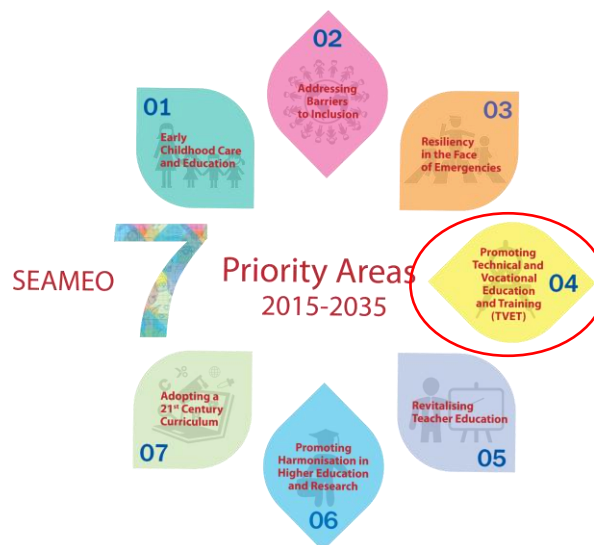 02
Addressing
Barriers
to Inclusion
01
Early
Childhood Care
and Education
03
Resiliency
in the Face
of Emergencies
SEAMEO 7 Priority Areas
2015-2035
Promoting
Technical and
Vocational
Education
and Training
(TVET)
04
Adopting a
21st Century
Curriculum
07
Revitalising
Teacher Education
05
Promoting
Harmonisation in
Higher Education
and Research
06